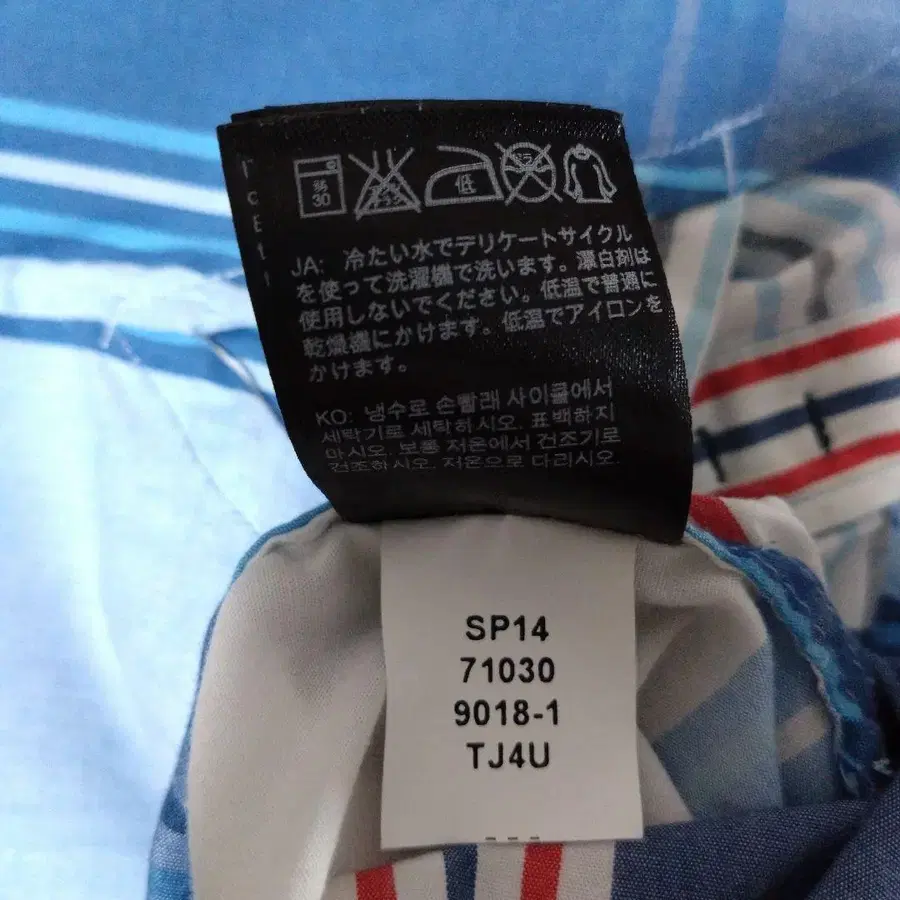 30
低
JA: 冷たい水でデリケートサイクル
を使って洗濯機で洗います。漂白剤は
使用しないでください。低温で普通に
乾燥機にかけます。低温でアイロンを
かけます。
KO: 냉수로 손빨래 사이클에서
세탁기로 세탁하시오. 표백하지
마시오. 보통 저온에서 건조기로
건조하시오. 저온으로 다리시오.
SP14
71030
9018-1
TJ4U